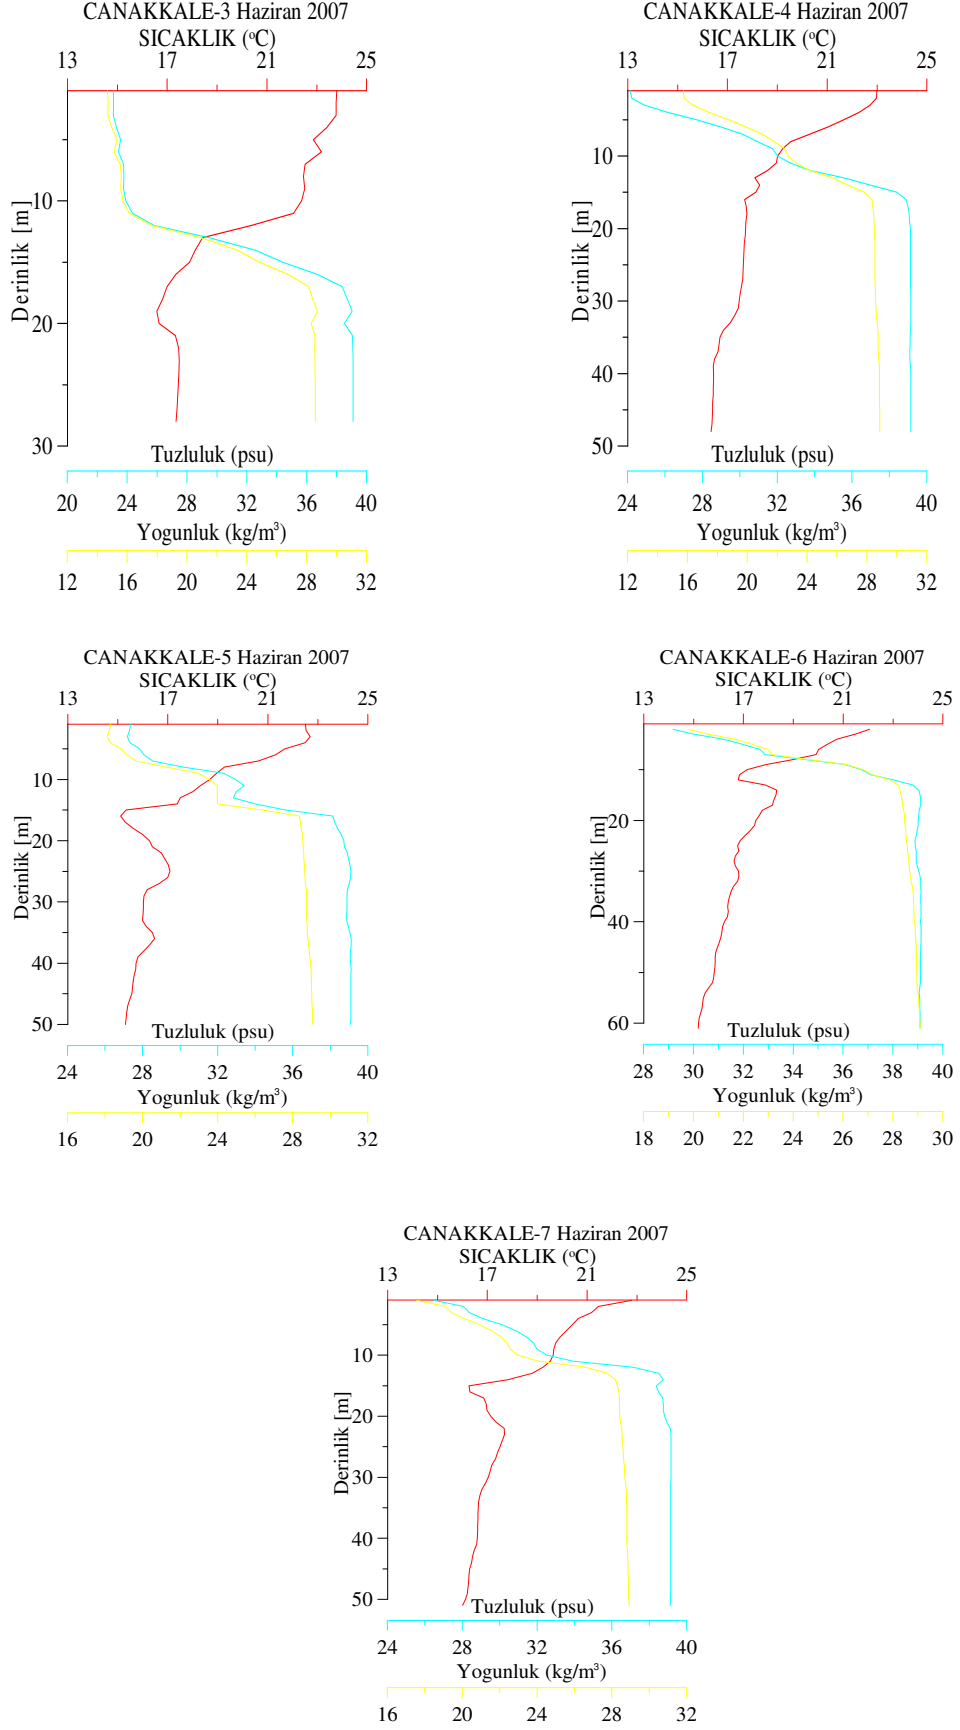 CANAKKALE-3 Haziran 2007
SICAKLIK (°C)
13 17 21 25
Derinlik [m]
10
20
30
Tuzluluk (psu)
20 24 28 32 36 40
Yogunluk (kg/m³)
12 16 20 24 28 32
CANAKKALE-4 Haziran 2007
SICAKLIK (°C)
13 17 21 25
Derinlik [m]
10
20
30
40
50
Tuzluluk (psu)
24 28 32 36 40
Yogunluk (kg/m³)
12 16 20 24 28 32
CANAKKALE-5 Haziran 2007
SICAKLIK (°C)
13 17 21 25
Derinlik [m]
10
20
30
40
50
Tuzluluk (psu)
24 28 32 36 40
Yogunluk (kg/m³)
16 20 24 28 32
CANAKKALE-6 Haziran 2007
SICAKLIK (°C)
13 17 21 25
Derinlik [m]
20
40
60
Tuzluluk (psu)
28 30 32 34 36 38 40
Yogunluk (kg/m³)
18 20 22 24 26 28 30
CANAKKALE-7 Haziran 2007
SICAKLIK (°C)
13 17 21 25
Derinlik [m]
10
20
30
40
50
Tuzluluk (psu)
24 28 32 36 40
Yogunluk (kg/m³)
16 20 24 28 32